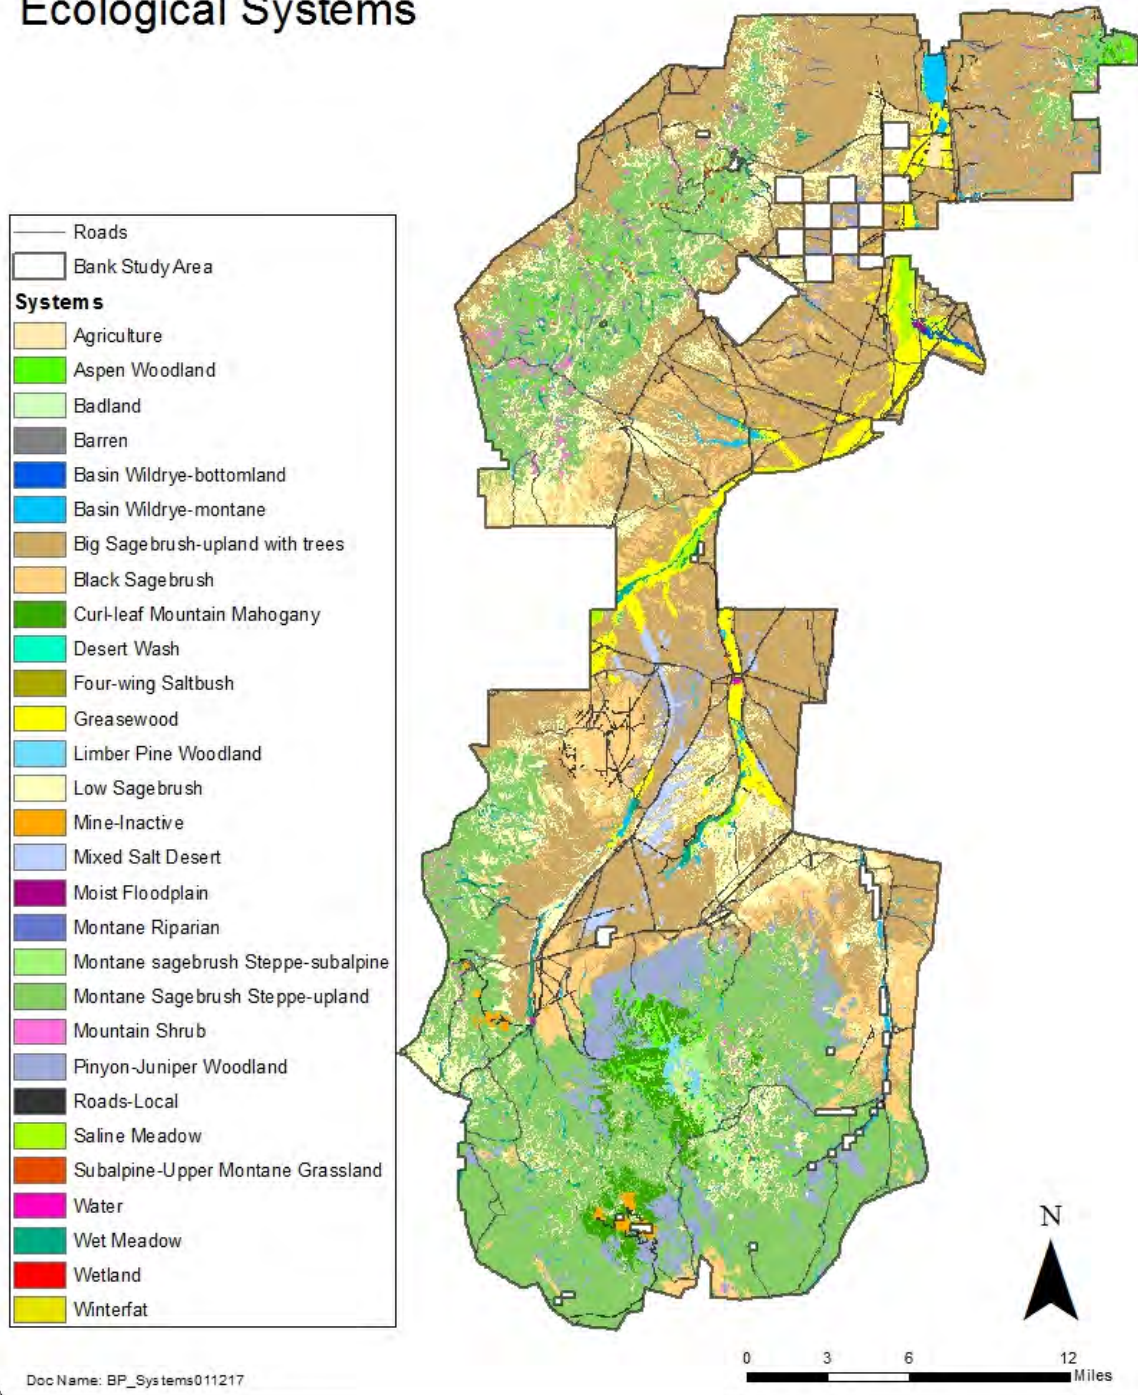 Ecological Systems
Roads
Bank Study Area
Systems
Agriculture
Aspen Woodland
Badland
Barren
Basin Wildrye-bottomland
Basin Wildrye-montane
Big Sagebrush-upland with trees
Black Sagebrush
Curl-leaf Mountain Mahogany
Desert Wash
Four-wing Saltbush
Greasewood
Limber Pine Woodland
Low Sagebrush
Mine-Inactive
Mixed Salt Desert
Moist Floodplain
Montane Riparian
Montane sagebrush Steppe-subalpine
Montane Sagebrush Steppe-upland
Mountain Shrub
Pinyon-Juniper Woodland
Roads-Local
Saline Meadow
Subalpine-Upper Montane Grassland
Water
Wet Meadow
Wetland
Winterfat
N
0 3 6 12
Miles
Doc Name: BP_Systems011217